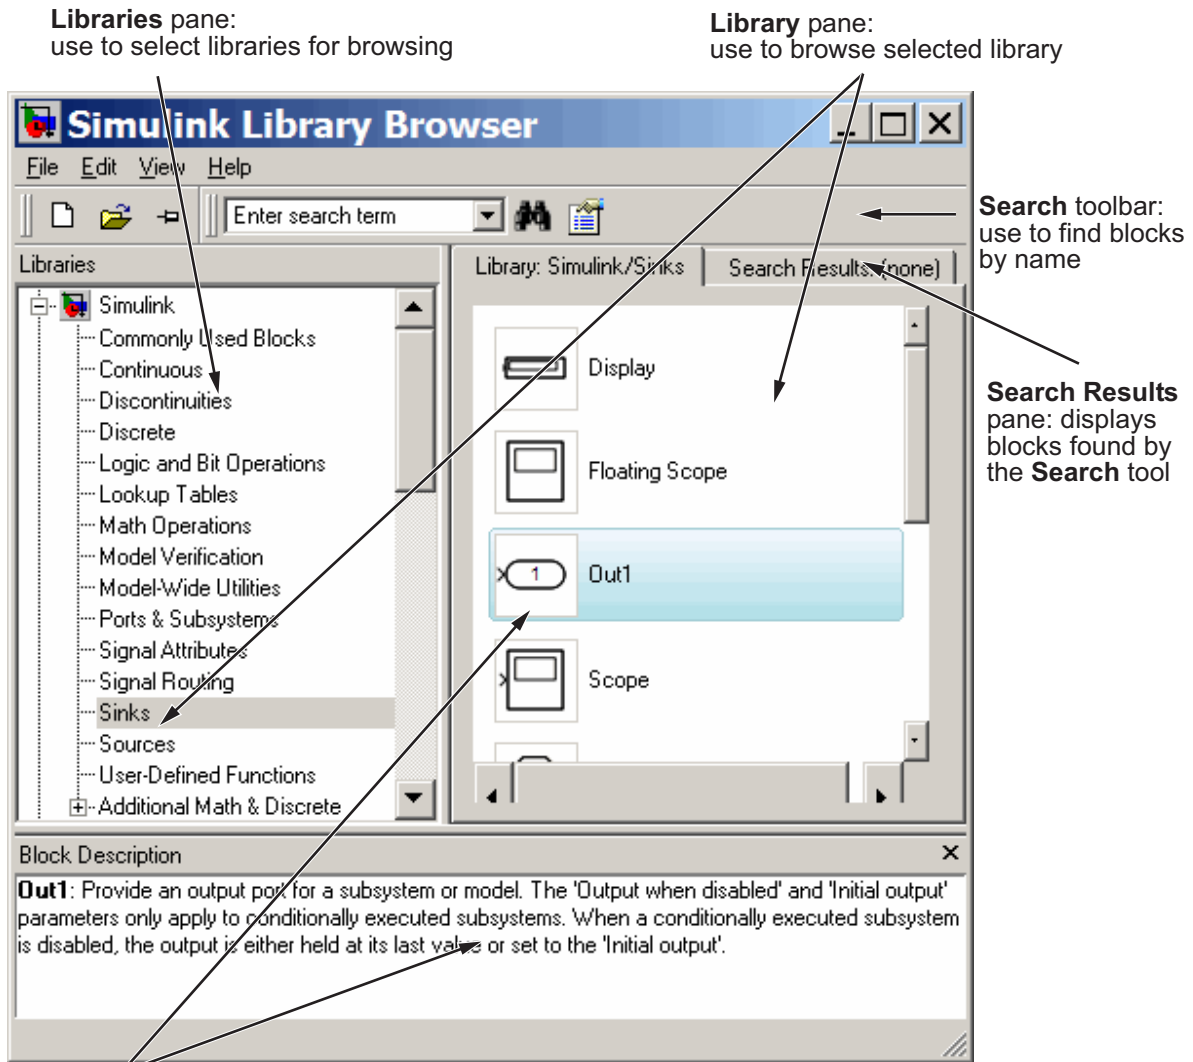 Libraries pane:
use to select libraries for browsing
Library pane:
use to browse selected library
Simulink Library Browser
File Edit View Help
Enter search term
Search toolbar:
use to find blocks
by name
Libraries
Library: Simulink/Sinks
Search Results: (none)
Simulink
Commonly Used Blocks
Continuous
Discontinuities
Discrete
Logic and Bit Operations
Lookup Tables
Math Operations
Model Verification
Model-Wide Utilities
Ports & Subsystems
Signal Attributes
Signal Routing
Sinks
Sources
User-Defined Functions
Additional Math & Discrete
Display
Floating Scope
1
Out1
Scope
Search Results
pane: displays
blocks found by
the Search tool
Block Description
Out1: Provide an output port for a subsystem or model. The 'Output when disabled' and 'Initial output'
parameters only apply to conditionally executed subsystems. When a conditionally executed subsystem
is disabled, the output is either held at its last value or set to the 'Initial output'.